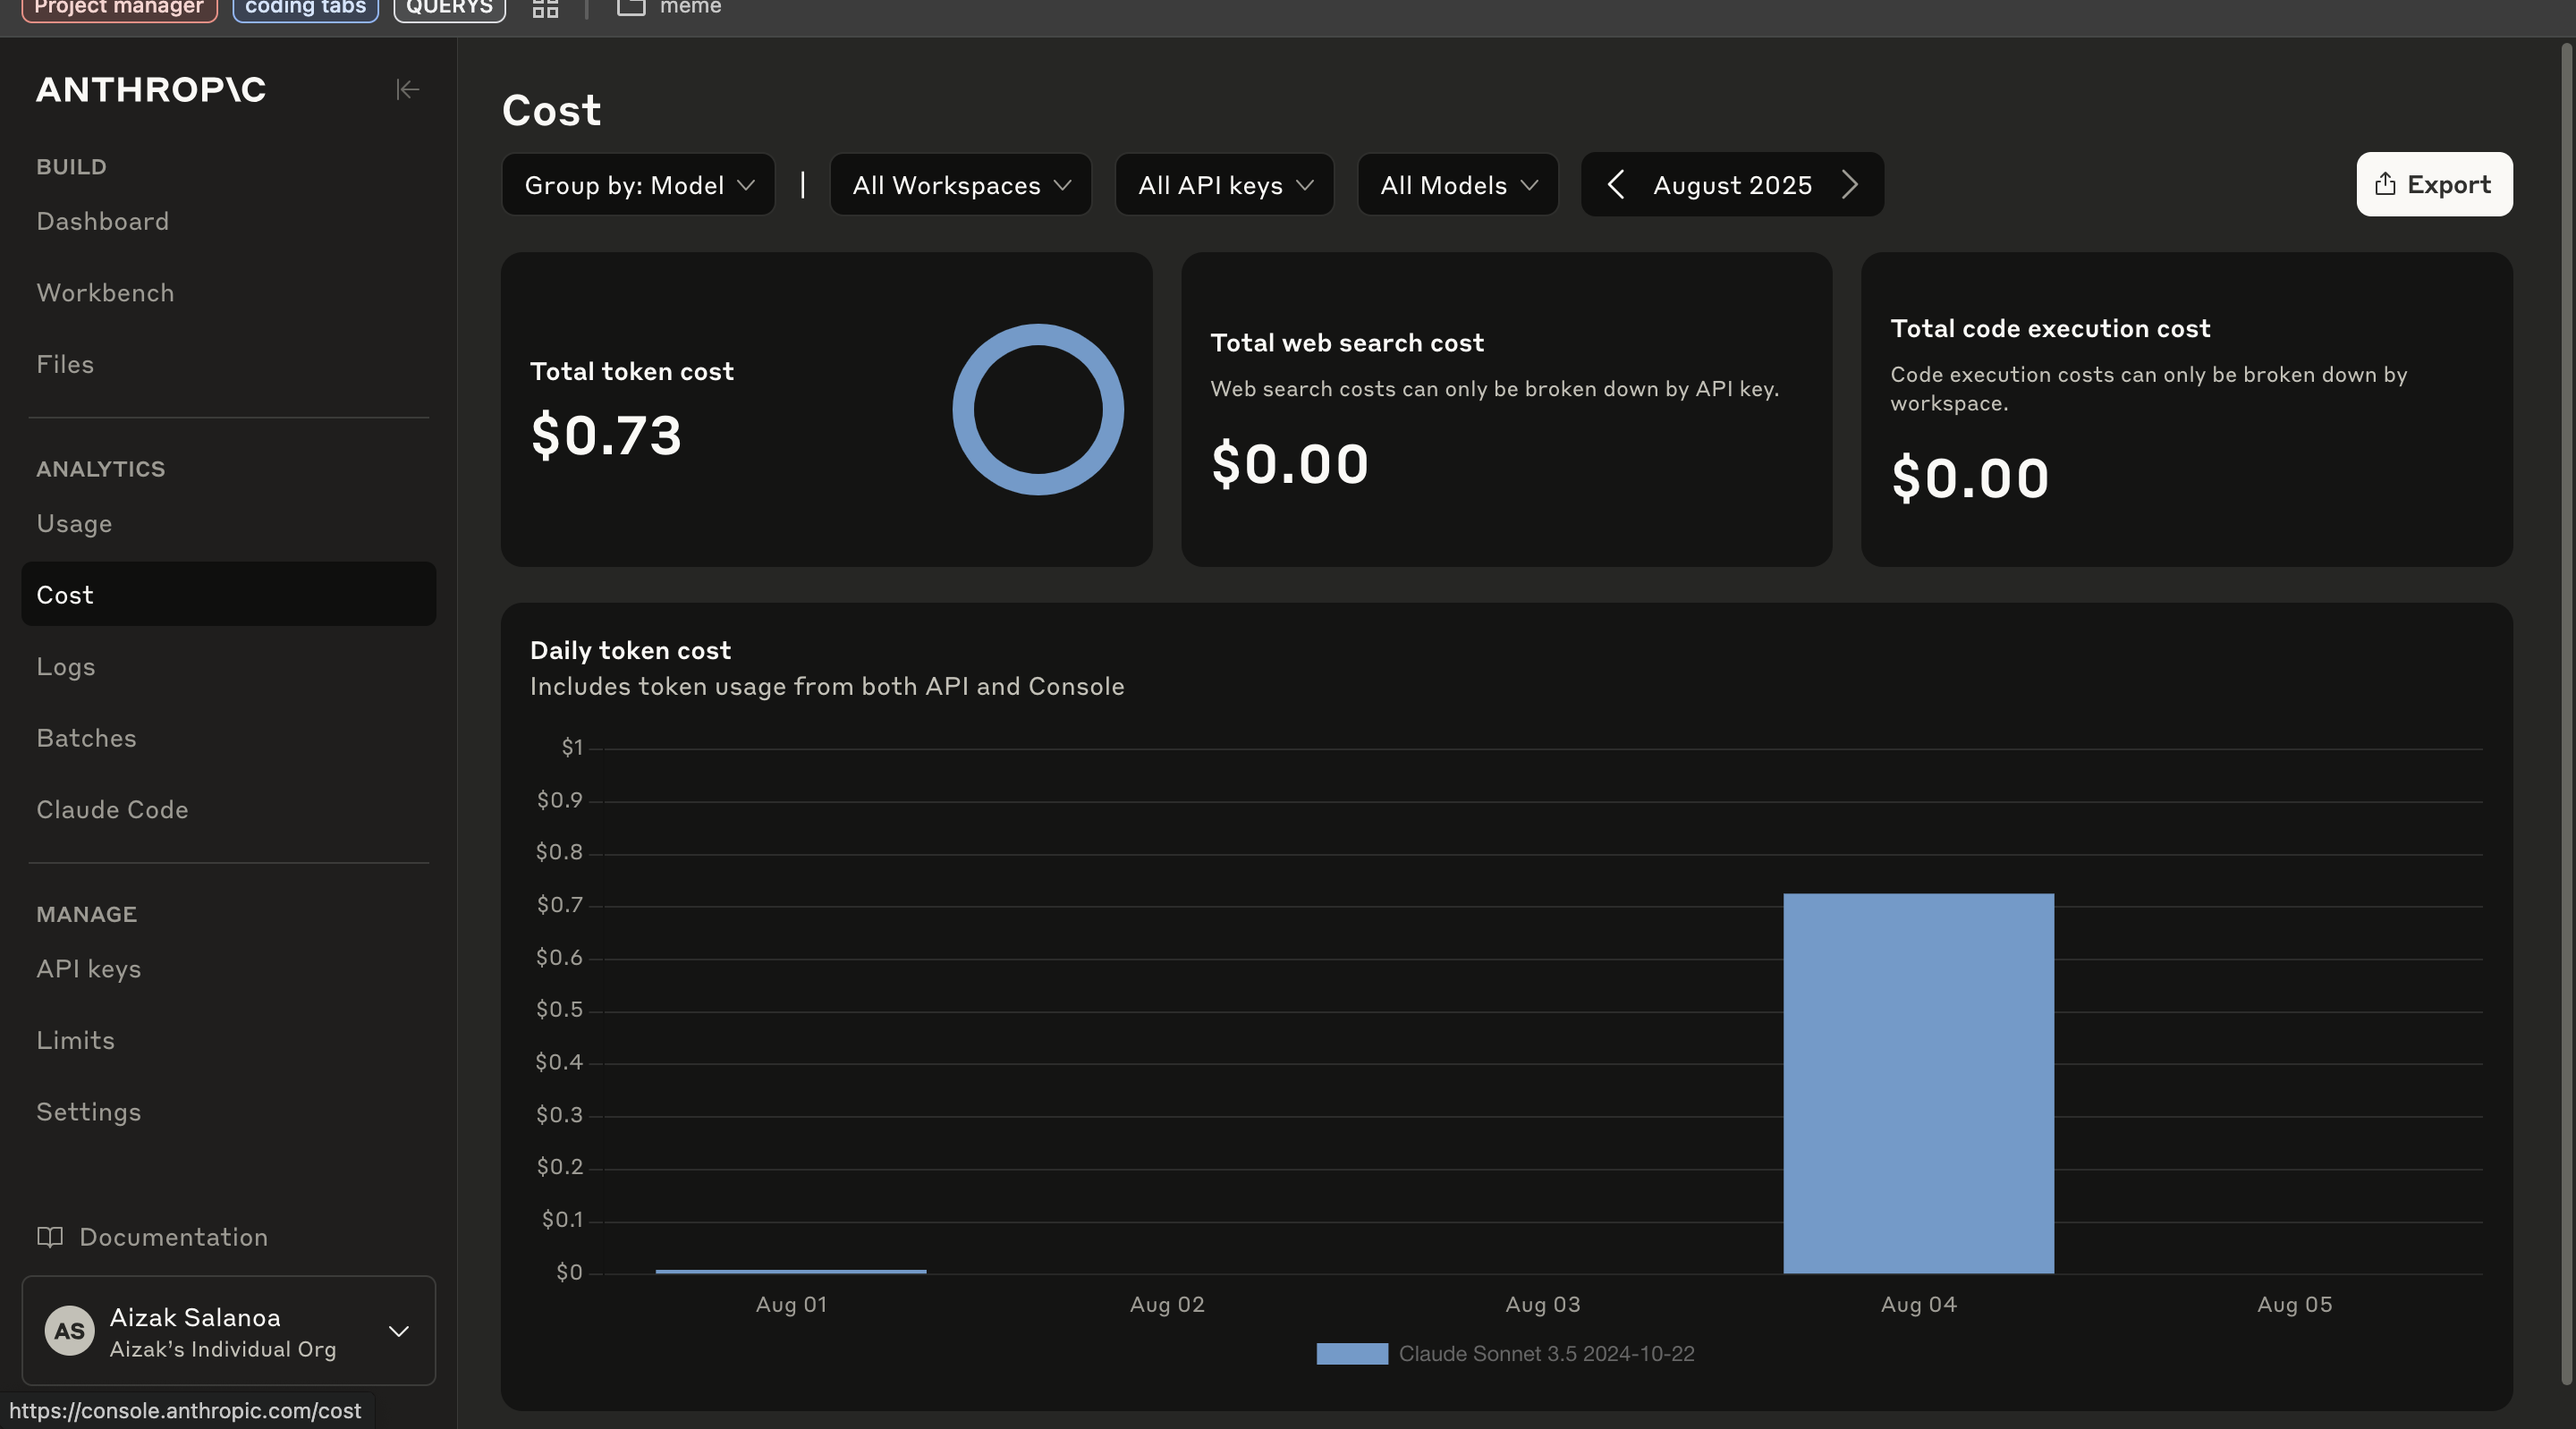 Project manager
coding tabs
QUERYS
meme
ANTHROP\C
BUILD
Dashboard
Workbench
Files
ANALYTICS
Usage
Cost
Logs
Batches
Claude Code
MANAGE
API keys
Limits
Settings
Documentation
AS
Aizak Salanoa
Aizak’s Individual Org
https://console.anthropic.com/cost
Cost
Group by: Model
|
All Workspaces
All API keys
All Models
August 2025
Export
Total token cost
$0.73
Total web search cost
Web search costs can only be broken down by API key.
$0.00
Total code execution cost
Code execution costs can only be broken down by
workspace.
$0.00
Daily token cost
Includes token usage from both API and Console
$1
$0.9
$0.8
$0.7
$0.6
$0.5
$0.4
$0.3
$0.2
$0.1
$0
Aug 01
Aug 02
Aug 03
Aug 04
Aug 05
Claude Sonnet 3.5 2024-10-22